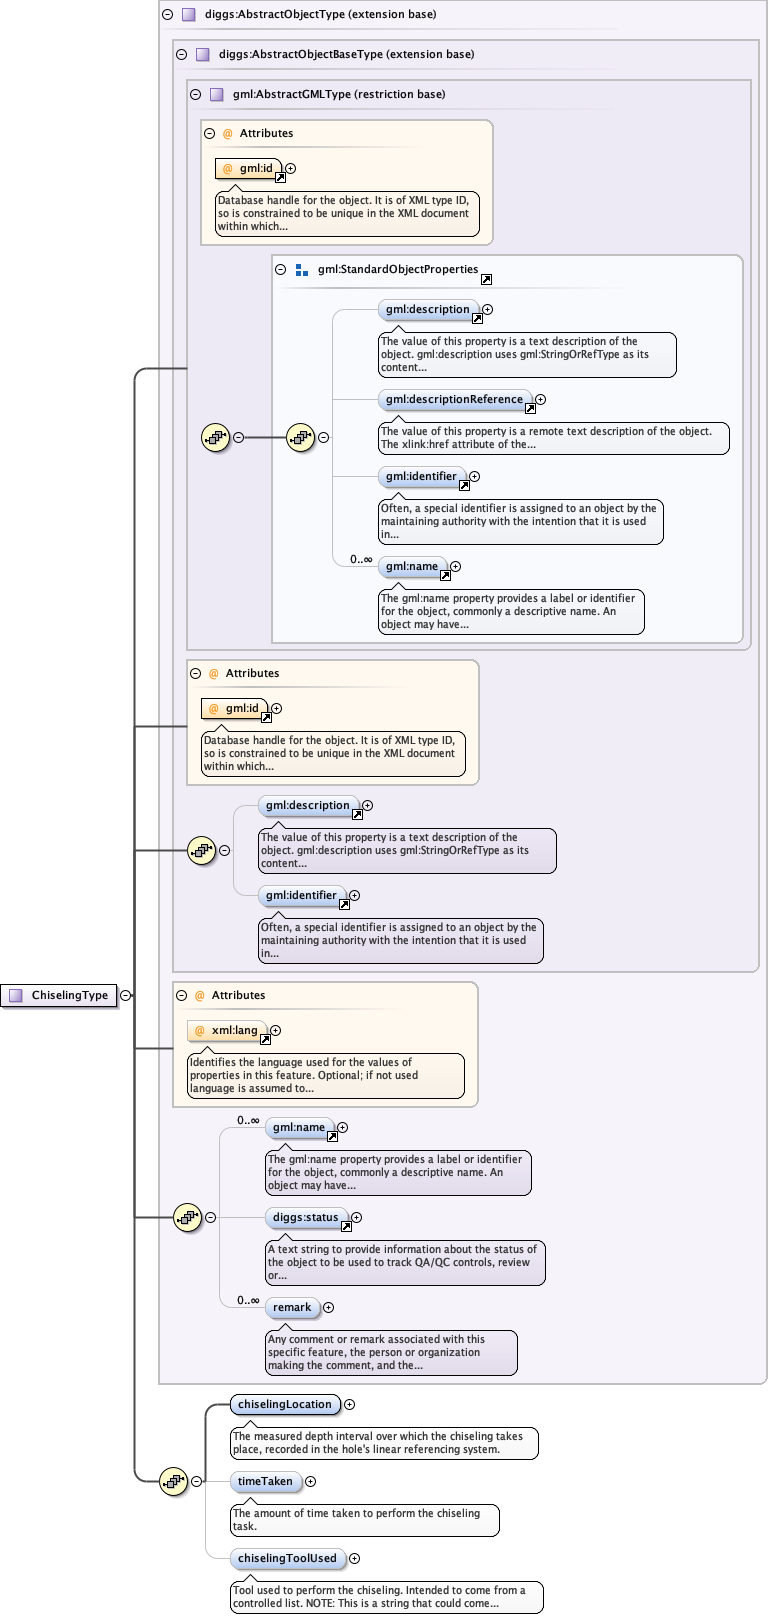 diggs:AbstractObjectType (extension base)
diggs:AbstractObjectBaseType (extension base)
gml:AbstractGMLType (restriction base)
@ Attributes
@ gml:id
Database handle for the object. It is of XML type ID,
so is constrained to be unique in the XML document
within which...
gml:StandardObjectProperties
gml:description
The value of this property is a text description of the
object. gml:description uses gml:StringOrRefType as its
content...
gml:descriptionReference
The value of this property is a remote text description of the object.
The xlink:href attribute of the...
gml:identifier
Often, a special identifier is assigned to an object by the
maintaining authority with the intention that it is used
in...
0..∞
gml:name
The gml:name property provides a label or identifier
for the object, commonly a descriptive name. An
object may have...
@ Attributes
@ gml:id
Database handle for the object. It is of XML type ID,
so is constrained to be unique in the XML document
within which...
gml:description
The value of this property is a text description of the
object. gml:description uses gml:StringOrRefType as its
content...
gml:identifier
Often, a special identifier is assigned to an object by the
maintaining authority with the intention that it is used
in...
ChiselingType
@ Attributes
@ xml:lang
Identifies the language used for the values of
properties in this feature. Optional; if not used
language is assumed to...
0..∞
gml:name
The gml:name property provides a label or identifier
for the object, commonly a descriptive name. An
object may have...
diggs:status
A text string to provide information about the status of
the object to be used to track QA/QC controls, review
or...
0..∞
remark
Any comment or remark associated with this
specific feature, the person or organization
making the comment, and the...
chiselingLocation
The measured depth interval over which the chiseling takes
place, recorded in the hole's linear referencing system.
timeTaken
The amount of time taken to perform the chiseling
task.
chiselingToolUsed
Tool used to perform the chiseling. Intended to come from a
controlled list. NOTE: This is a string that could come...